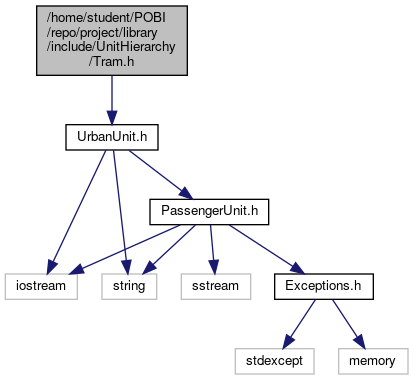 /home/student/POBI
/repo/project/library
/include/UnitHierarchy
/Tram.h
UrbanUnit.h
PassengerUnit.h
iostream
string
sstream
Exceptions.h
stdexcept
memory